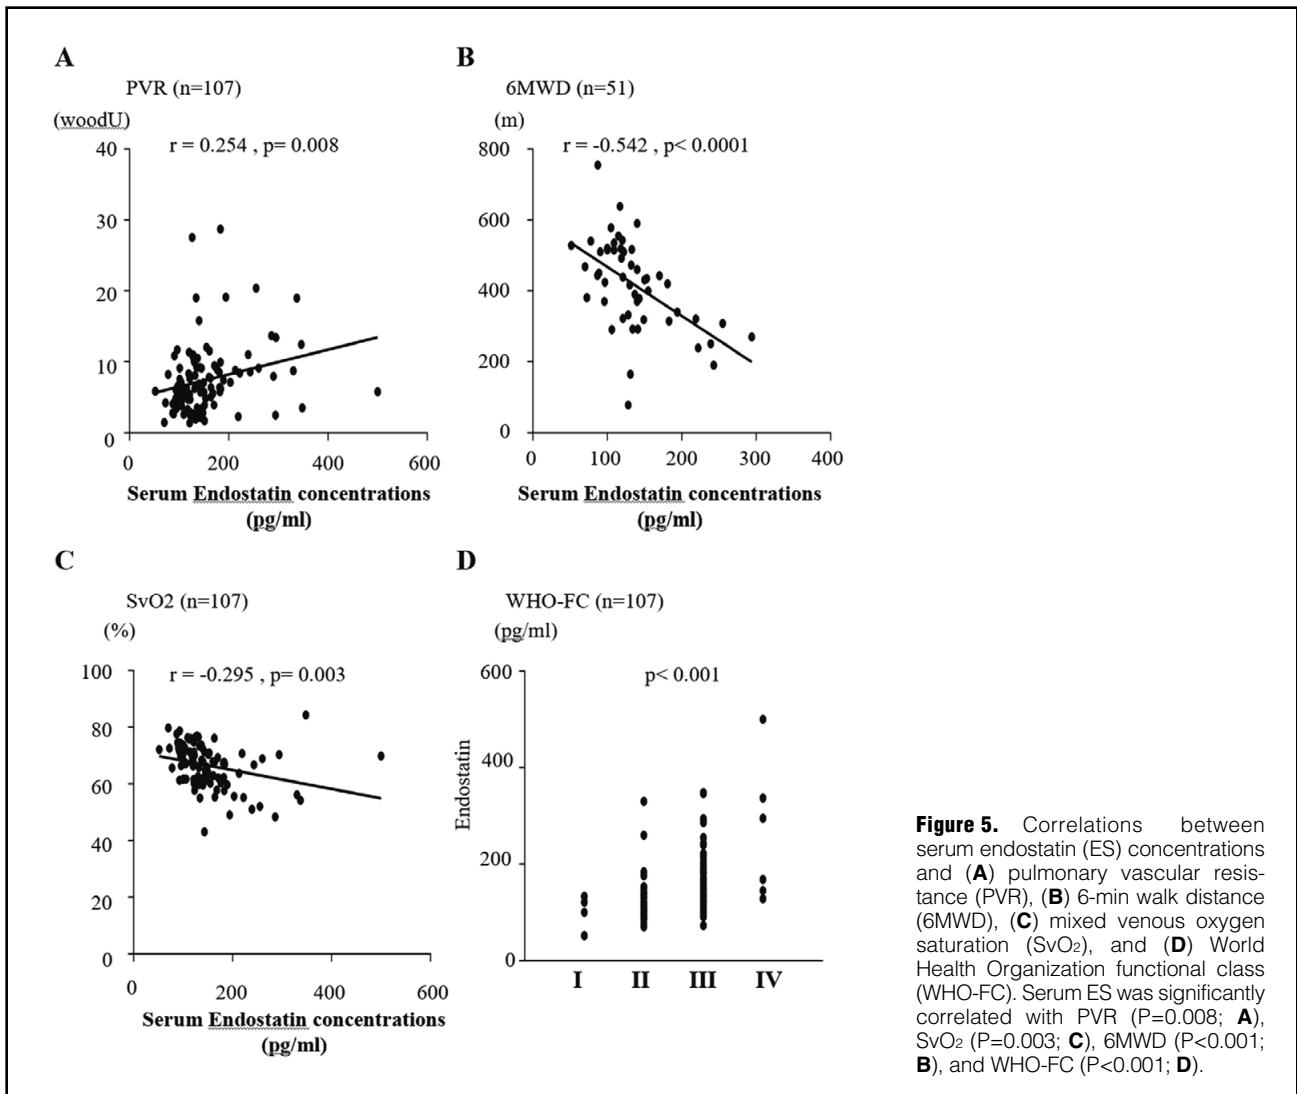 A
PVR (n=107)
(woodU)
r = 0.254 , p= 0.008
40
30
20
10
0
0
200
400
600
Serum Endostatin concentrations
(pg/ml)
B
6MWD (n=51)
(m)
r = -0.542 , p< 0.0001
800
600
400
200
0
0
100
200
300
400
Serum Endostatin concentrations
(pg/ml)
C
SvO2 (n=107)
(%)
r = -0.295 , p= 0.003
100
80
60
40
20
0
0
200
400
600
Serum Endostatin concentrations
(pg/ml)
D
WHO-FC (n=107)
(pg/ml)
p< 0.001
600
400
200
0
Endostatin
I
II
III
IV
Figure 5. Correlations between
serum endostatin (ES) concentrations
and (A) pulmonary vascular resis-
tance (PVR), (B) 6-min walk distance
(6MWD), (C) mixed venous oxygen
saturation (SvO2), and (D) World
Health Organization functional class
(WHO-FC). Serum ES was significantly
correlated with PVR (P=0.008; A),
SvO2 (P=0.003; C), 6MWD (P<0.001;
B), and WHO-FC (P<0.001; D).